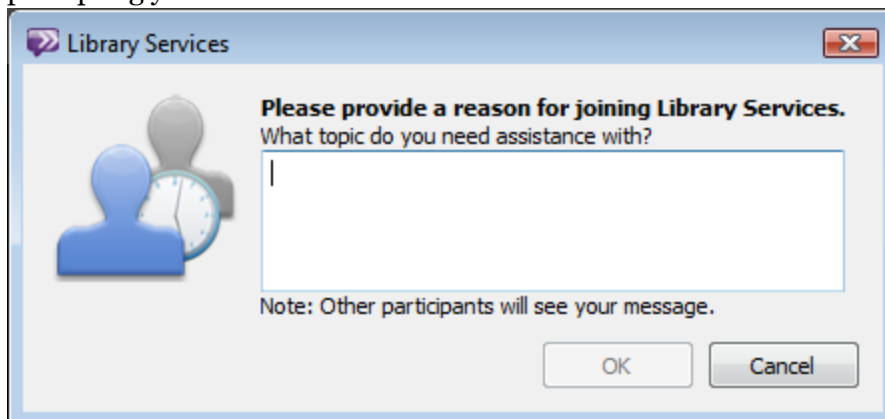 Library Services
Please provide a reason for joining Library Services.
What topic do you need assistance with?
Note: Other participants will see your message.
OK
Cancel